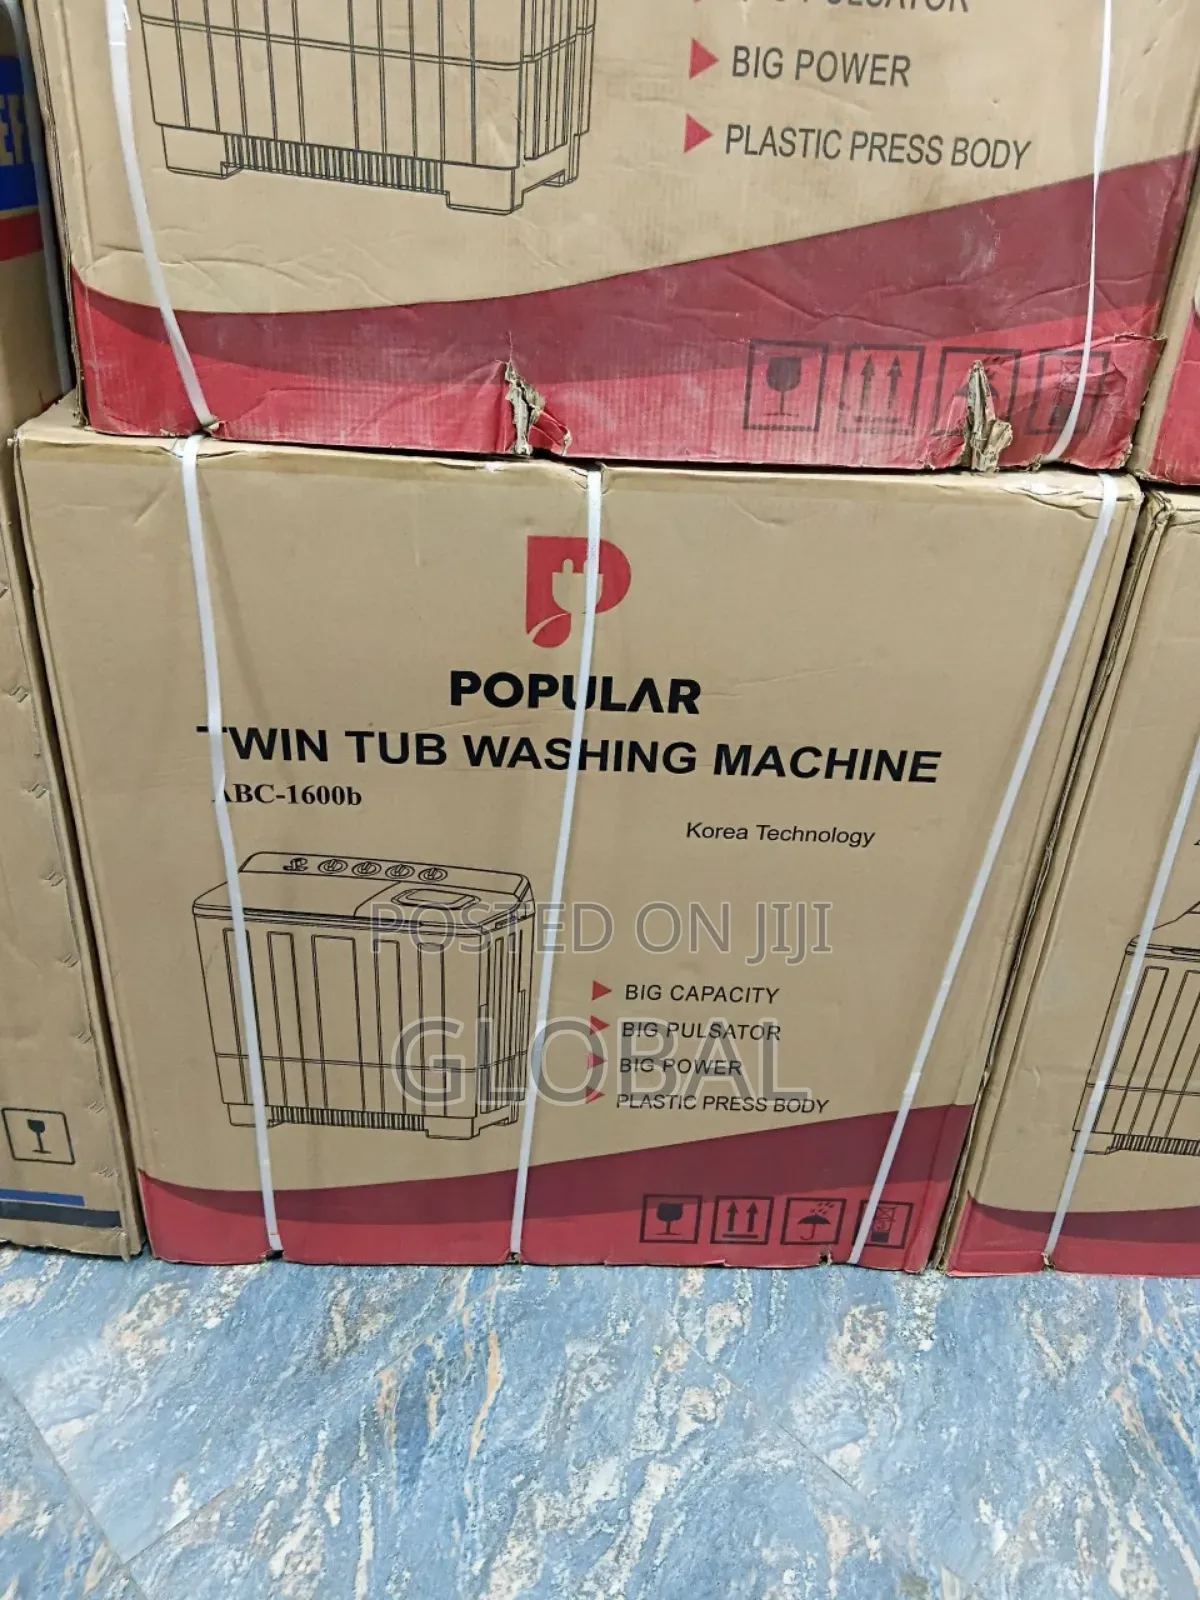 BIG POWER
PLASTIC PRESS BODY
POPULAR
TWIN TUB WASHING MACHINE
ABC-1600b
Korea Technology
POSTED ON JIJI
BIG CAPACITY
BIG PULSATOR
GLOBAL
BIG POWER
PLASTIC PRESS BODY